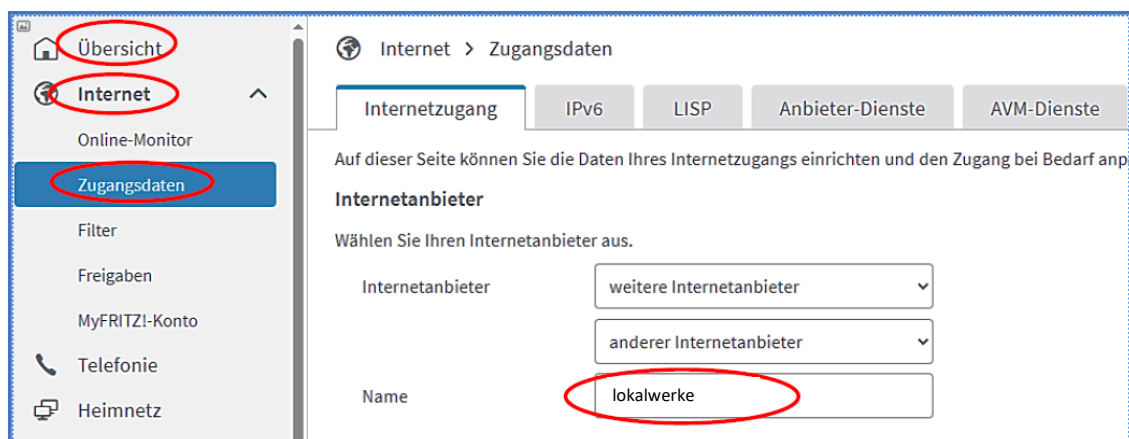 Übersicht
Internet
Online-Monitor
Zugangsdaten
Filter
Freigaben
MyFRITZ!-Konto
Telefonie
Heimnetz
Internet > Zugangsdaten
Internetzugang IPv6 LISP Anbieter-Dienste AVM-Dienste
Auf dieser Seite können Sie die Daten Ihres Internetzugangs einrichten und den Zugang bei Bedarf anp
Internetanbieter
Wählen Sie Ihren Internetanbieter aus.
Internetanbieter weitere Internetanbieter
anderer Internetanbieter
Name lokalwerke